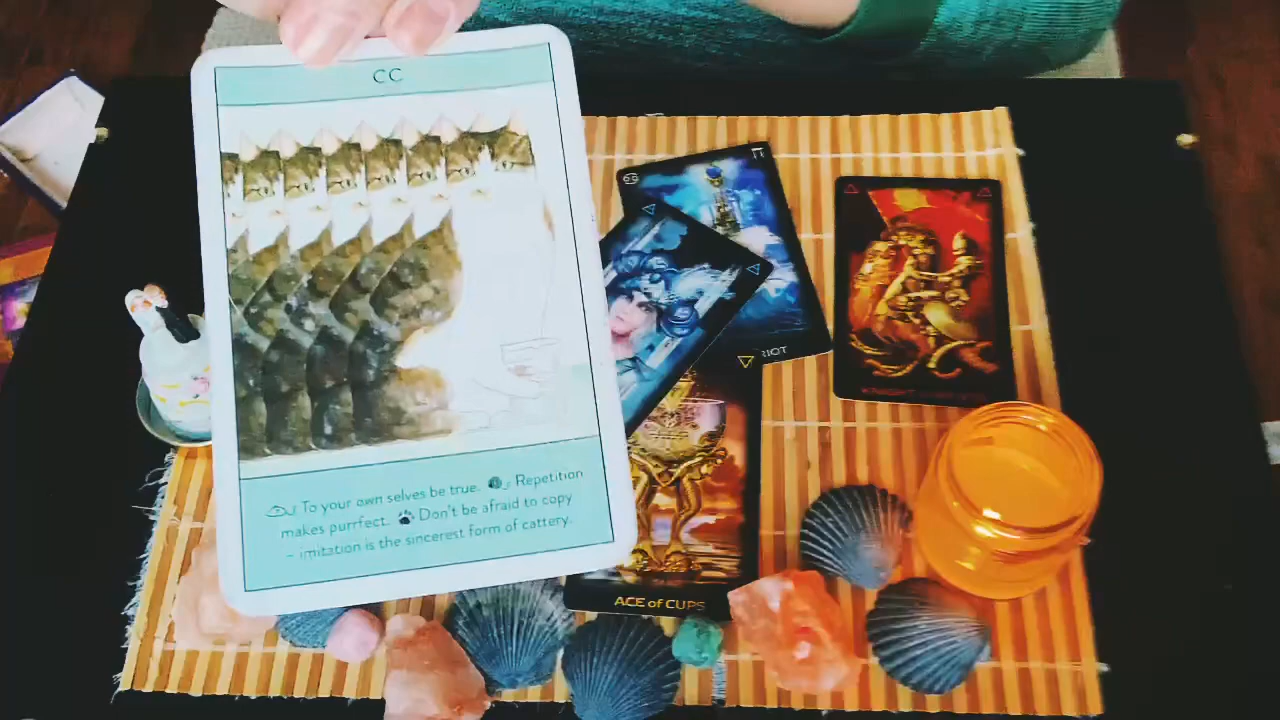 CC
To your own selves be true. Repetition
makes purrfect. Don't be afraid to copy
– imitation is the sincerest form of cattery.
RIOT
ACE of CUPS